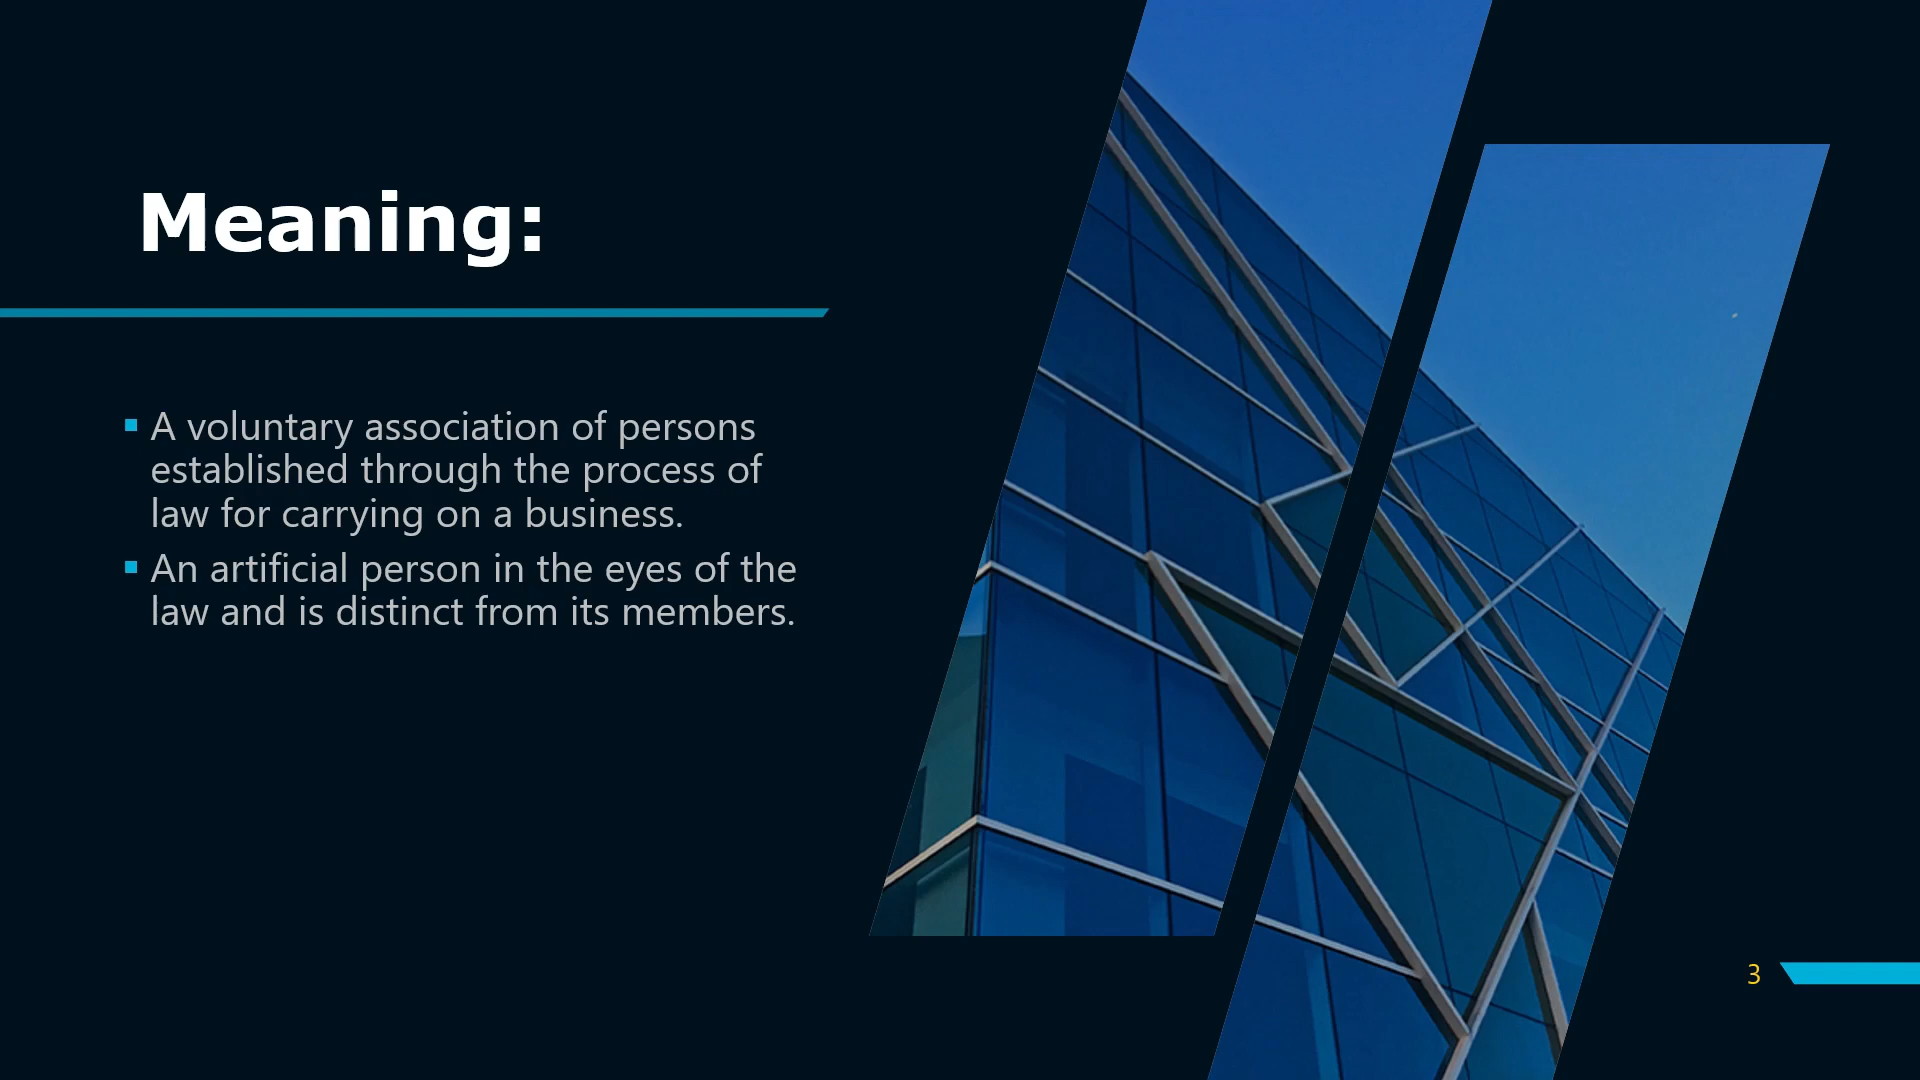 Meaning:
▪ A voluntary association of persons
established through the process of
law for carrying on a business.
▪ An artificial person in the eyes of the
law and is distinct from its members.
3